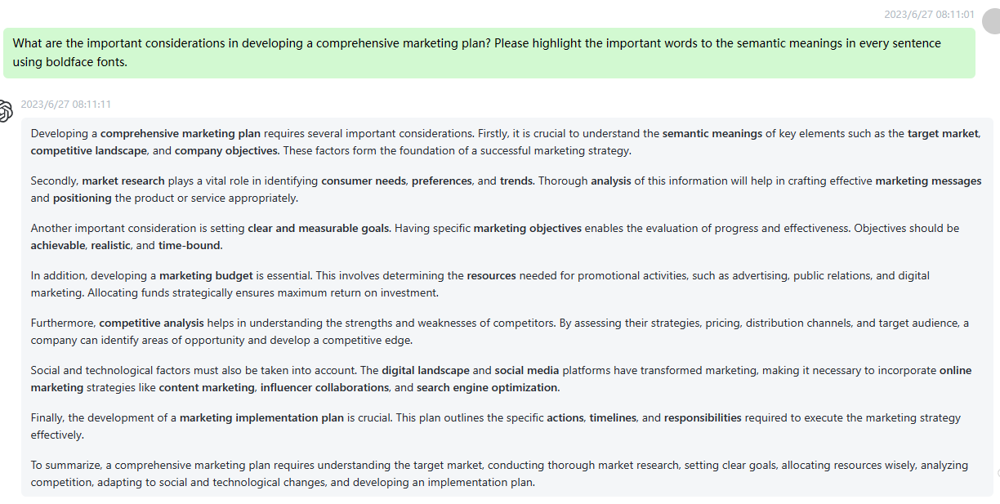 2023/6/27 08:11:01
What are the important considerations in developing a comprehensive marketing plan? Please highlight the important words to the semantic meanings in every sentence
using boldface fonts.
2023/6/27 08:11:11
Developing a comprehensive marketing plan requires several important considerations. Firstly, it is crucial to understand the semantic meanings of key elements such as the target market,
competitive landscape, and company objectives. These factors form the foundation of a successful marketing strategy.
Secondly, market research plays a vital role in identifying consumer needs, preferences, and trends. Thorough analysis of this information will help in crafting effective marketing messages
and positioning the product or service appropriately.
Another important consideration is setting clear and measurable goals. Having specific marketing objectives enables the evaluation of progress and effectiveness. Objectives should be
achievable, realistic, and time-bound.
In addition, developing a marketing budget is essential. This involves determining the resources needed for promotional activities, such as advertising, public relations, and digital
marketing. Allocating funds strategically ensures maximum return on investment.
Furthermore, competitive analysis helps in understanding the strengths and weaknesses of competitors. By assessing their strategies, pricing, distribution channels, and target audience, a
company can identify areas of opportunity and develop a competitive edge.
Social and technological factors must also be taken into account. The digital landscape and social media platforms have transformed marketing, making it necessary to incorporate online
marketing strategies like content marketing, influencer collaborations, and search engine optimization.
Finally, the development of a marketing implementation plan is crucial. This plan outlines the specific actions, timelines, and responsibilities required to execute the marketing strategy
effectively.
To summarize, a comprehensive marketing plan requires understanding the target market, conducting thorough market research, setting clear goals, allocating resources wisely, analyzing
competition, adapting to social and technological changes, and developing an implementation plan.